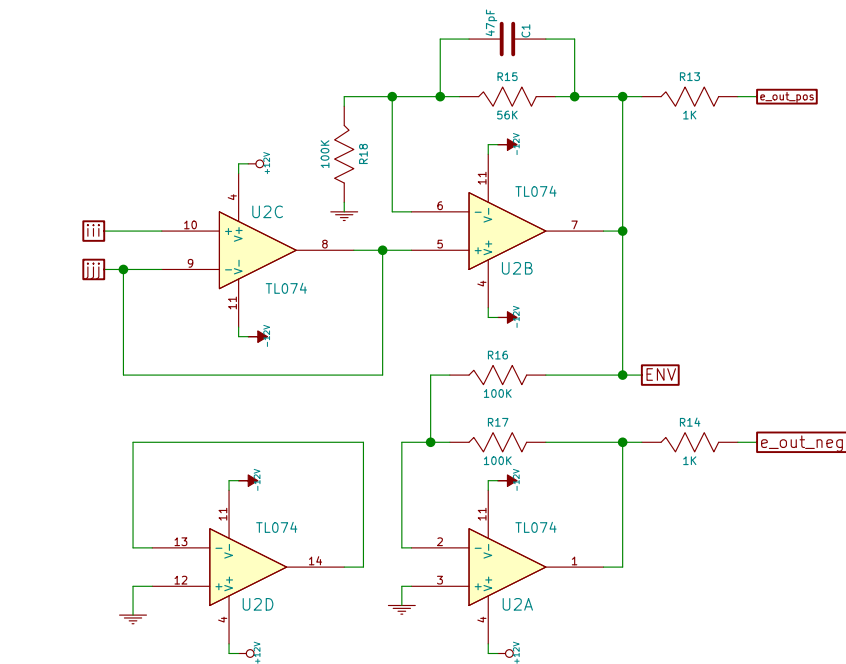 47pF
C1
R15
56K
R13
1K
e_out_pos
100K
R18
-12V
11
TL074
6
- V-
5
+ V+
7
U2B
4
-12V
+12V
4
U2C
iii
10
+ V+
8
jjj
9
- V-
TL074
11
-12V
R16
100K
ENV
R17
100K
R14
1K
e_out_neg
-12V
11
TL074
13
- V-
12
+ V+
14
U2D
4
+12V
-12V
11
TL074
2
- V-
3
+ V+
1
U2A
4
+12V